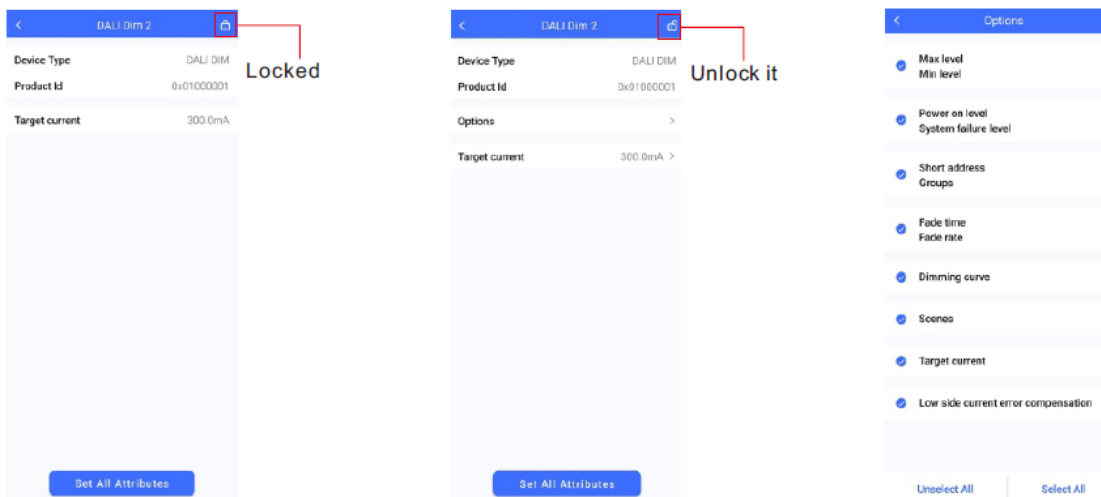 DALI Dim 2
Device Type DALI DIM
Product Id 0x01000001
Target current 300.0mA
Set All Attributes
Locked
DALI Dim 2
Device Type DALI DIM
Product Id 0x01000001
Options >
Target current 300.0mA >
Set All Attributes
Unlock it
Options
Max level
Min level
Power on level
System failure level
Short address
Groups
Fade time
Fade rate
Dimming curve
Scenes
Target current
Low side current error compensation
Unselect All Select All